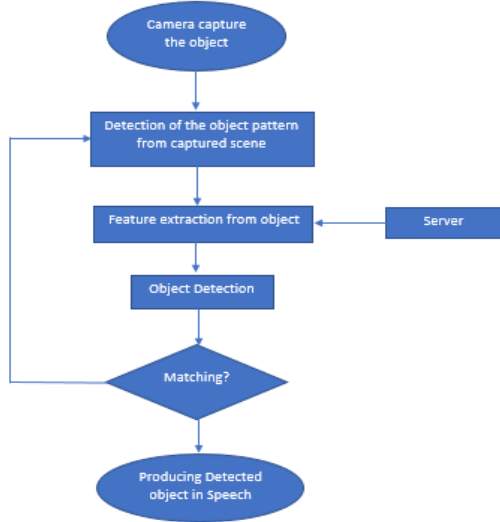 Camera capture
the object
Detection of the object pattern
from captured scene
Feature extraction from object
Server
Object Detection
Matching?
Producing Detected
object in Speech